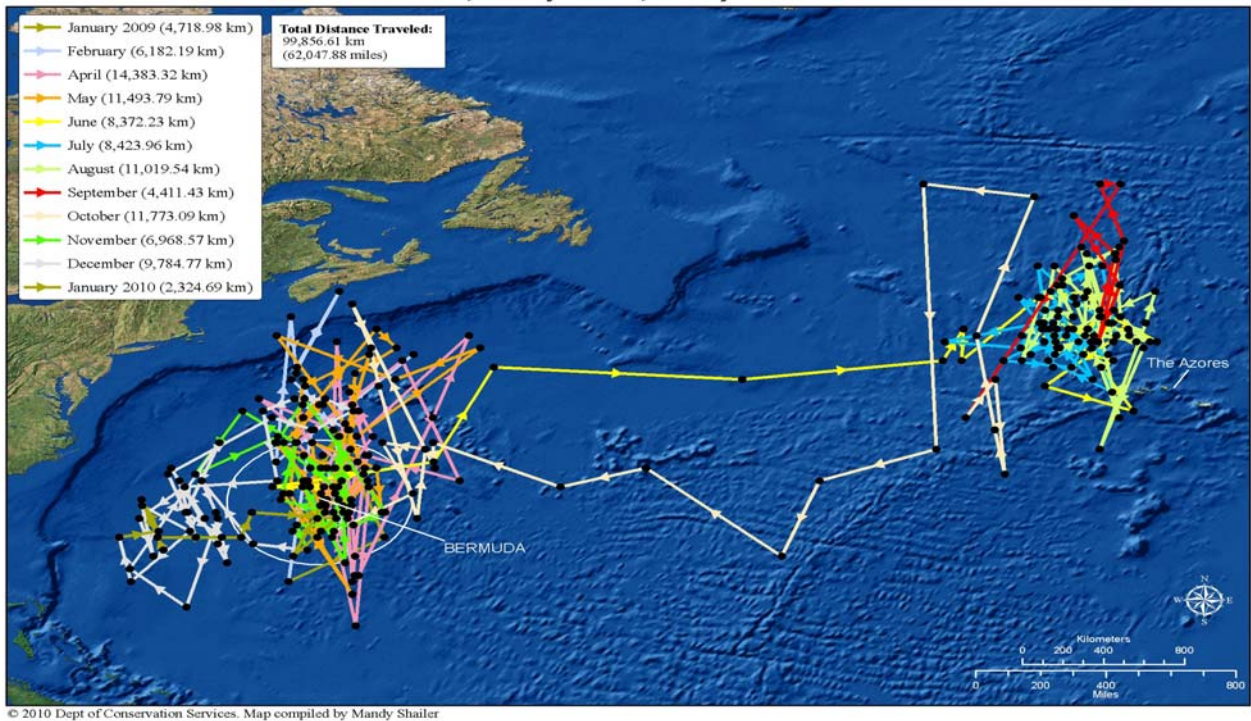 January 2009 (4,718.98 km)
February (6,182.19 km)
April (14,383.32 km)
May (11,493.79 km)
June (8,372.23 km)
July (8,423.96 km)
August (11,019.54 km)
September (4,411.43 km)
October (11,773.09 km)
November (6,968.57 km)
December (9,784.77 km)
January 2010 (2,324.69 km)
Total Distance Traveled:
99,856.61 km
(62,047.88 miles)
The Azores
BERMUDA
N
W E
S
Kilometers
0 200 400 800
0 200 400 800
Miles
© 2010 Dept of Conservation Services. Map compiled by Mandy Shailer